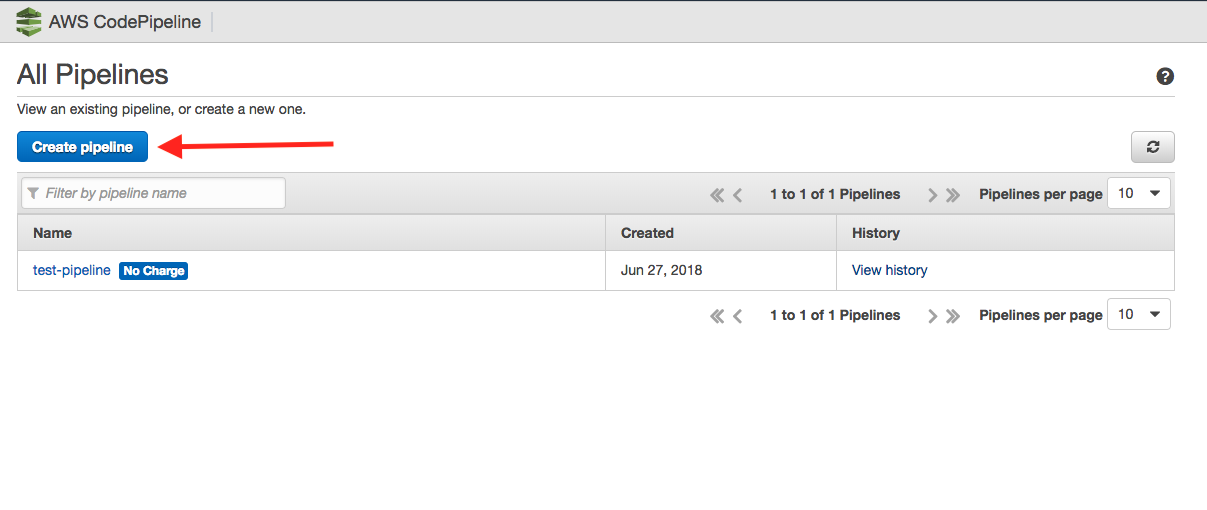 AWS CodePipeline
All Pipelines
View an existing pipeline, or create a new one.
Create pipeline
Filter by pipeline name
1 to 1 of 1 Pipelines
Pipelines per page 10
Name Created History
test-pipeline No Charge Jun 27, 2018 View history
1 to 1 of 1 Pipelines
Pipelines per page 10